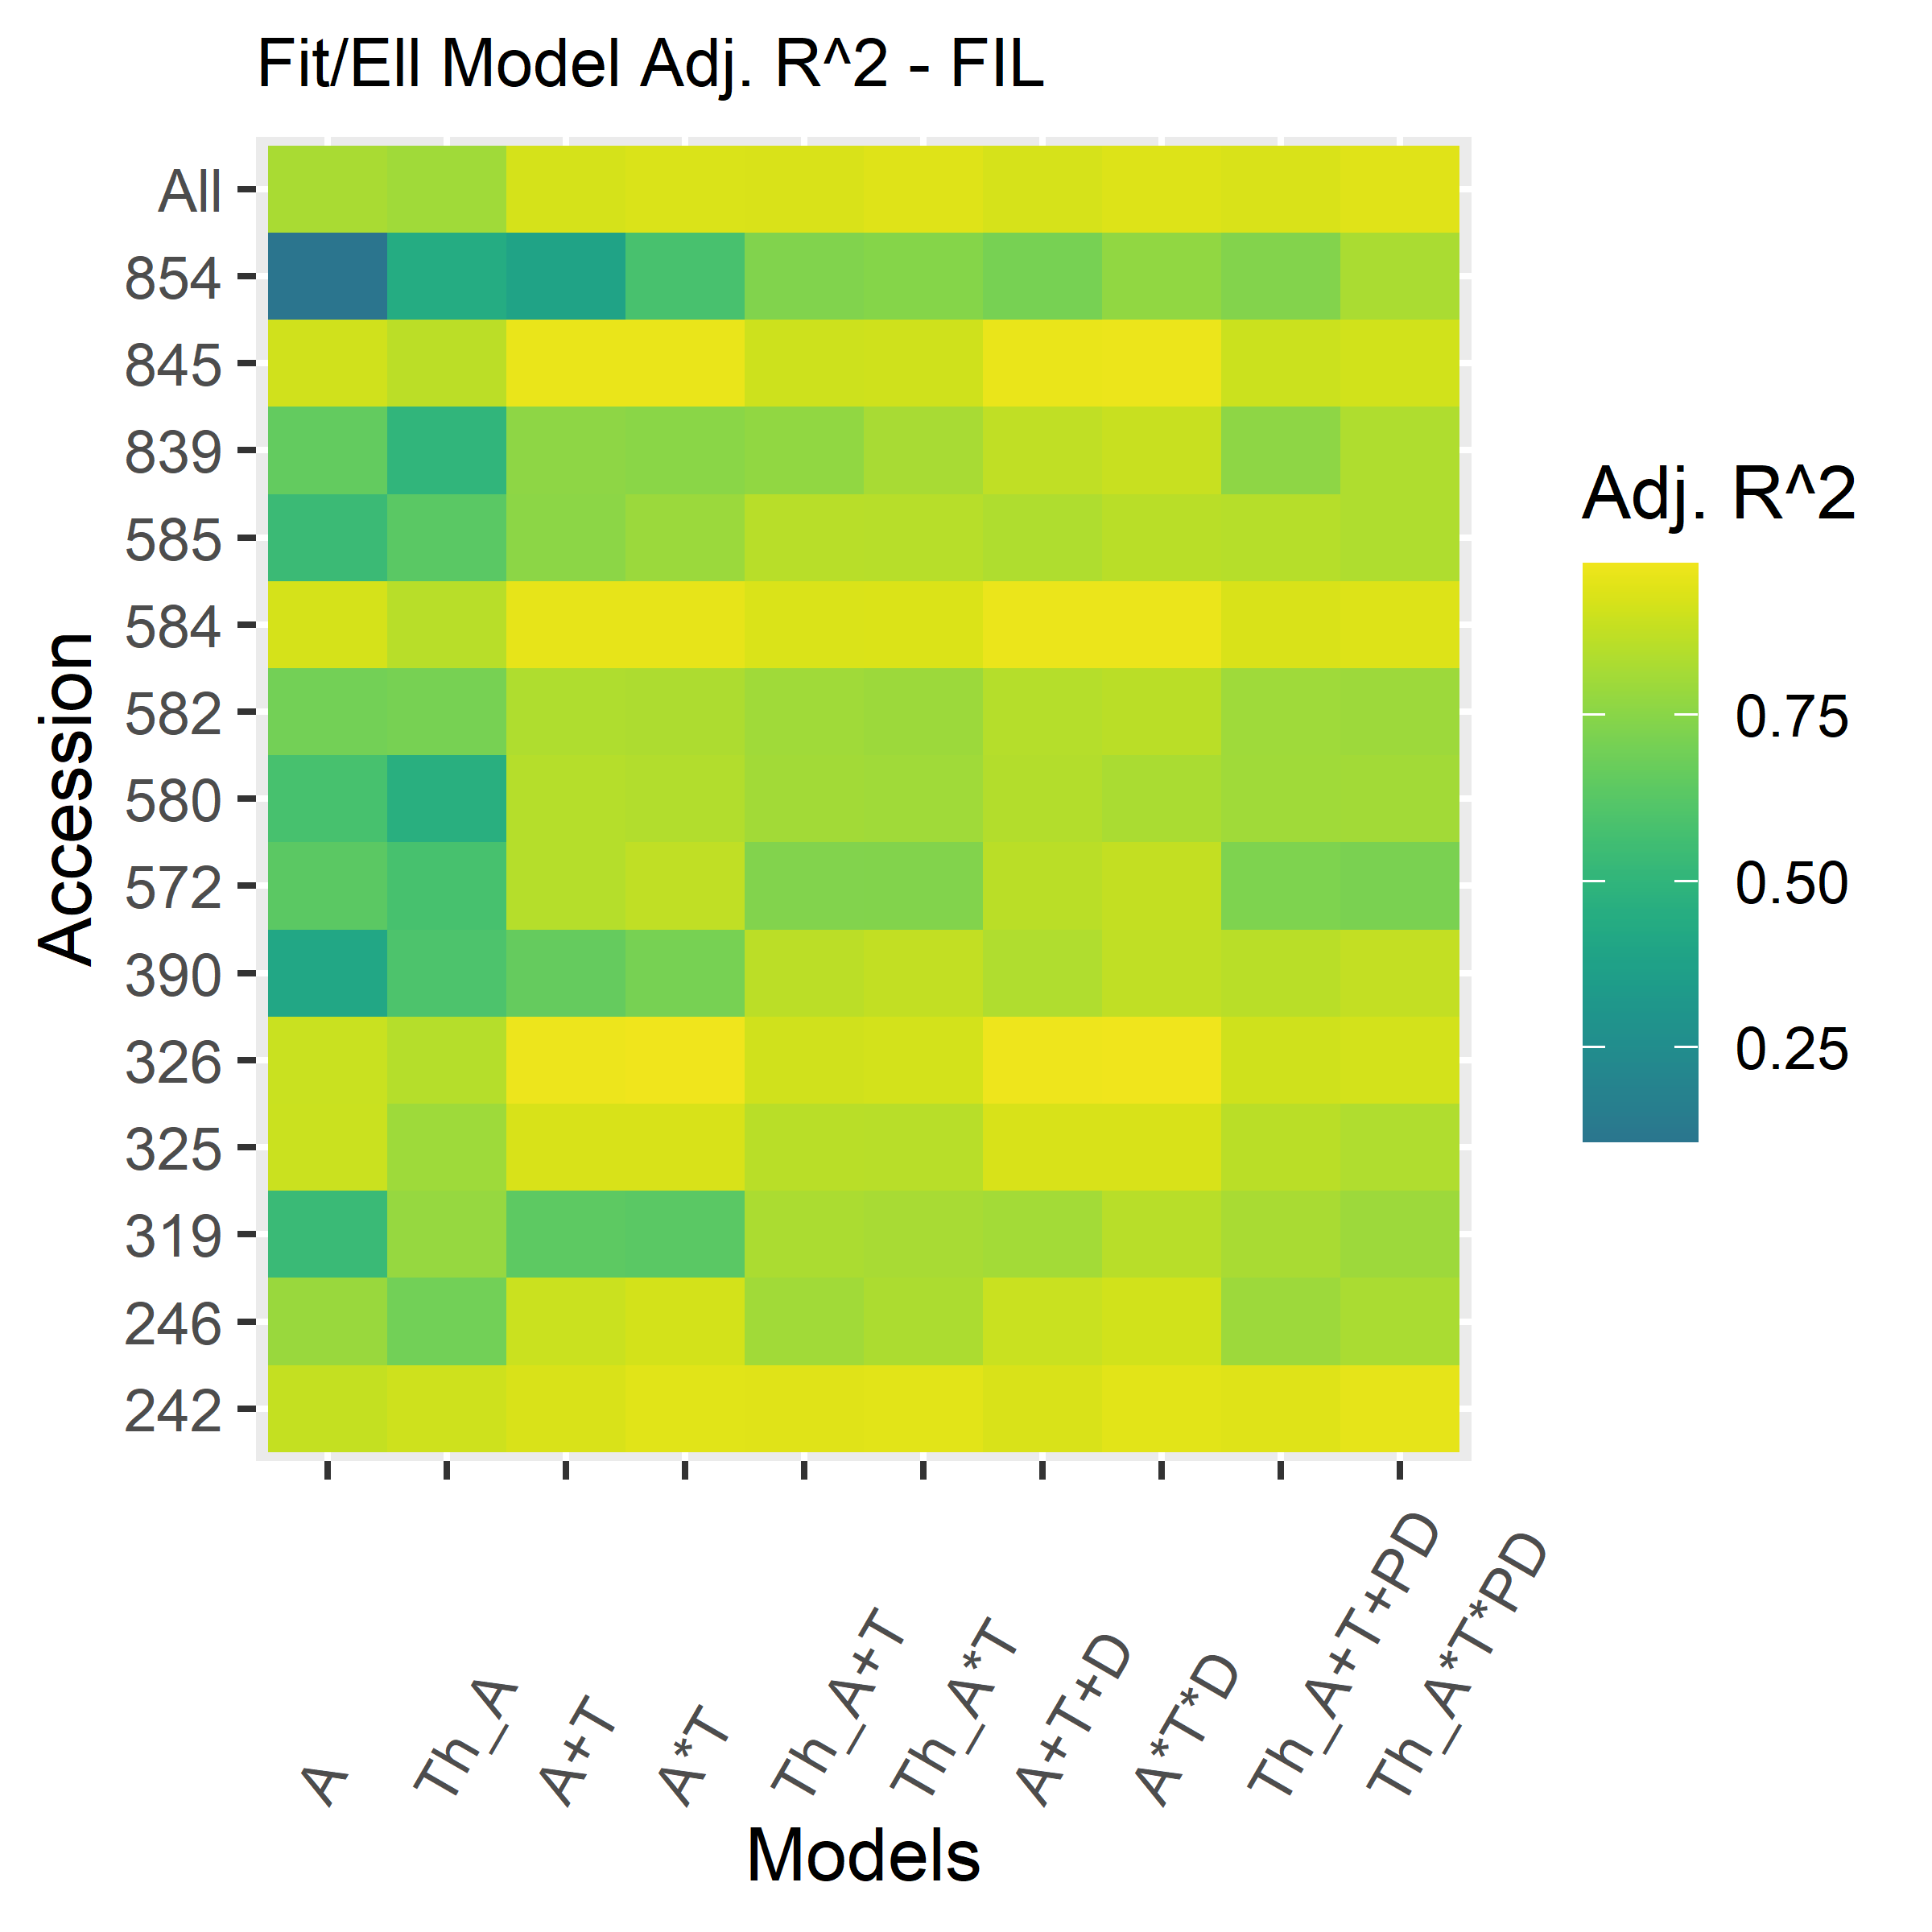 Fit/Ell Model Adj. R^2 - FIL
Accession
All
854
845
839
585
584
582
580
572
390
326
325
319
246
242
A
Th_A
A+T
A*T
Th_A+T
Th_A*T
A+T+D
A*T*D
Th_A+T+PD
Th_A*T*PD
Models
Adj. R^2
0.75
0.50
0.25